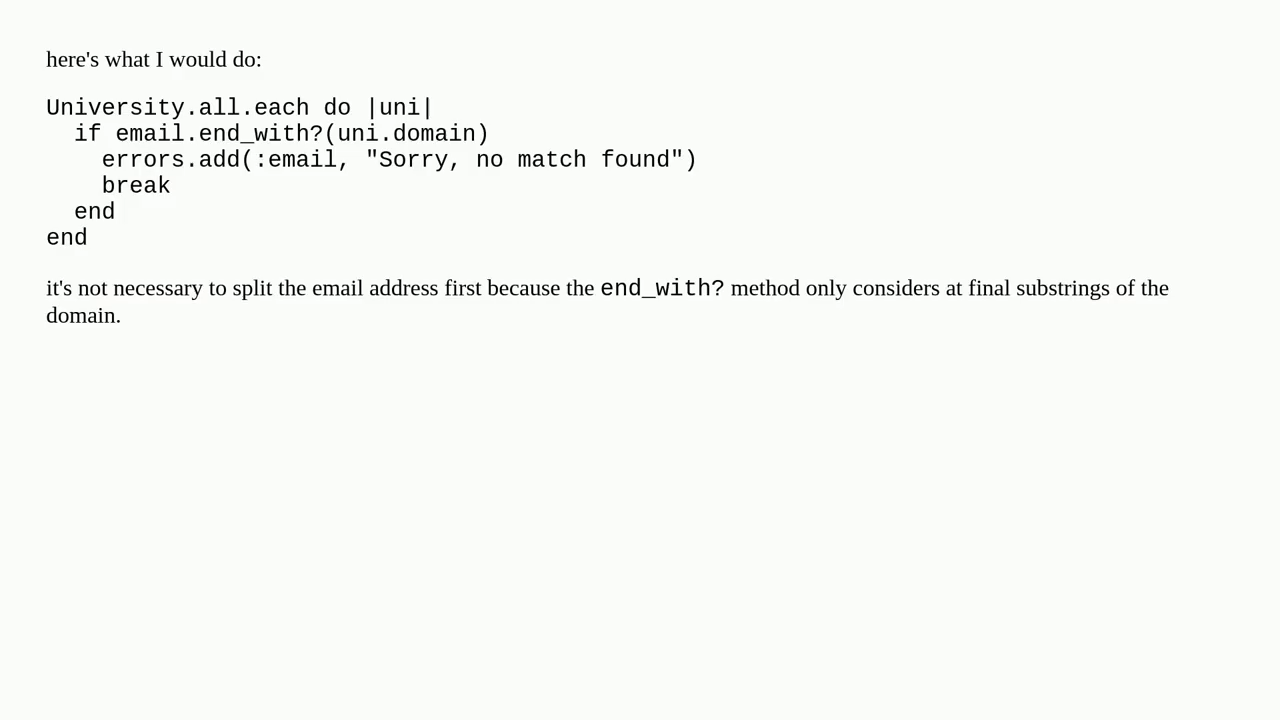 here's what I would do:
University.all.each do |uni|
  if email.end_with?(uni.domain)
    errors.add(:email, "Sorry, no match found")
    break
  end
end
it's not necessary to split the email address first because the end_with? method only considers at final substrings of the
domain.